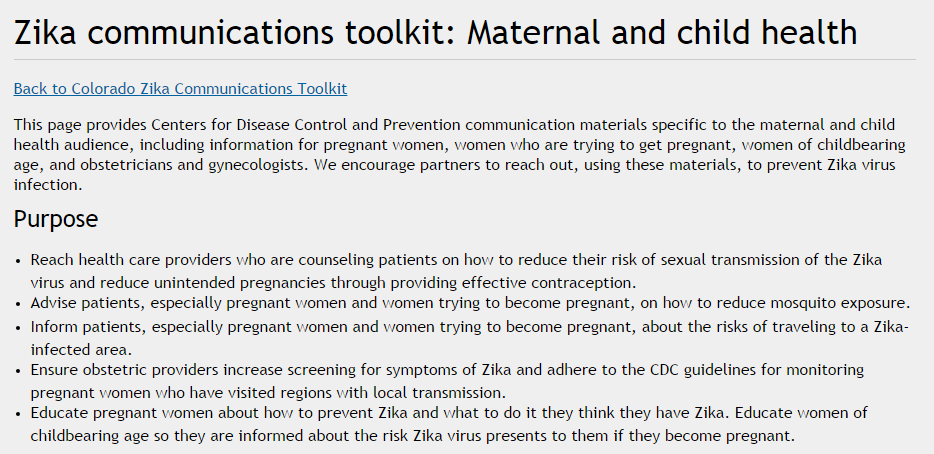 Zika communications toolkit: Maternal and child health
Back to Colorado Zika Communications Toolkit
This page provides Centers for Disease Control and Prevention communication materials specific to the maternal and child
health audience, including information for pregnant women, women who are trying to get pregnant, women of childbearing
age, and obstetricians and gynecologists. We encourage partners to reach out, using these materials, to prevent Zika virus
infection.
Purpose
• Reach health care providers who are counseling patients on how to reduce their risk of sexual transmission of the Zika
virus and reduce unintended pregnancies through providing effective contraception.
• Advise patients, especially pregnant women and women trying to become pregnant, on how to reduce mosquito exposure.
• Inform patients, especially pregnant women and women trying to become pregnant, about the risks of traveling to a Zika-
infected area.
• Ensure obstetric providers increase screening for symptoms of Zika and adhere to the CDC guidelines for monitoring
pregnant women who have visited regions with local transmission.
• Educate pregnant women about how to prevent Zika and what to do it they think they have Zika. Educate women of
childbearing age so they are informed about the risk Zika virus presents to them if they become pregnant.